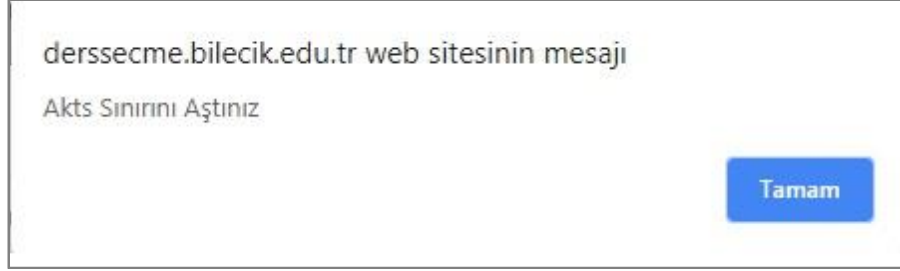 derssecme.bilecik.edu.tr web sitesinin mesajı
Akts Sınırını Aştınız
Tamam